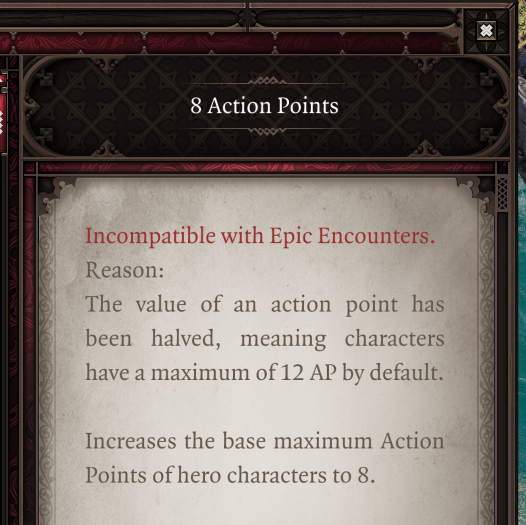 8 Action Points
Incompatible with Epic Encounters.
Reason:
The value of an action point has
been halved, meaning characters
have a maximum of 12 AP by default.
Increases the base maximum Action
Points of hero characters to 8.